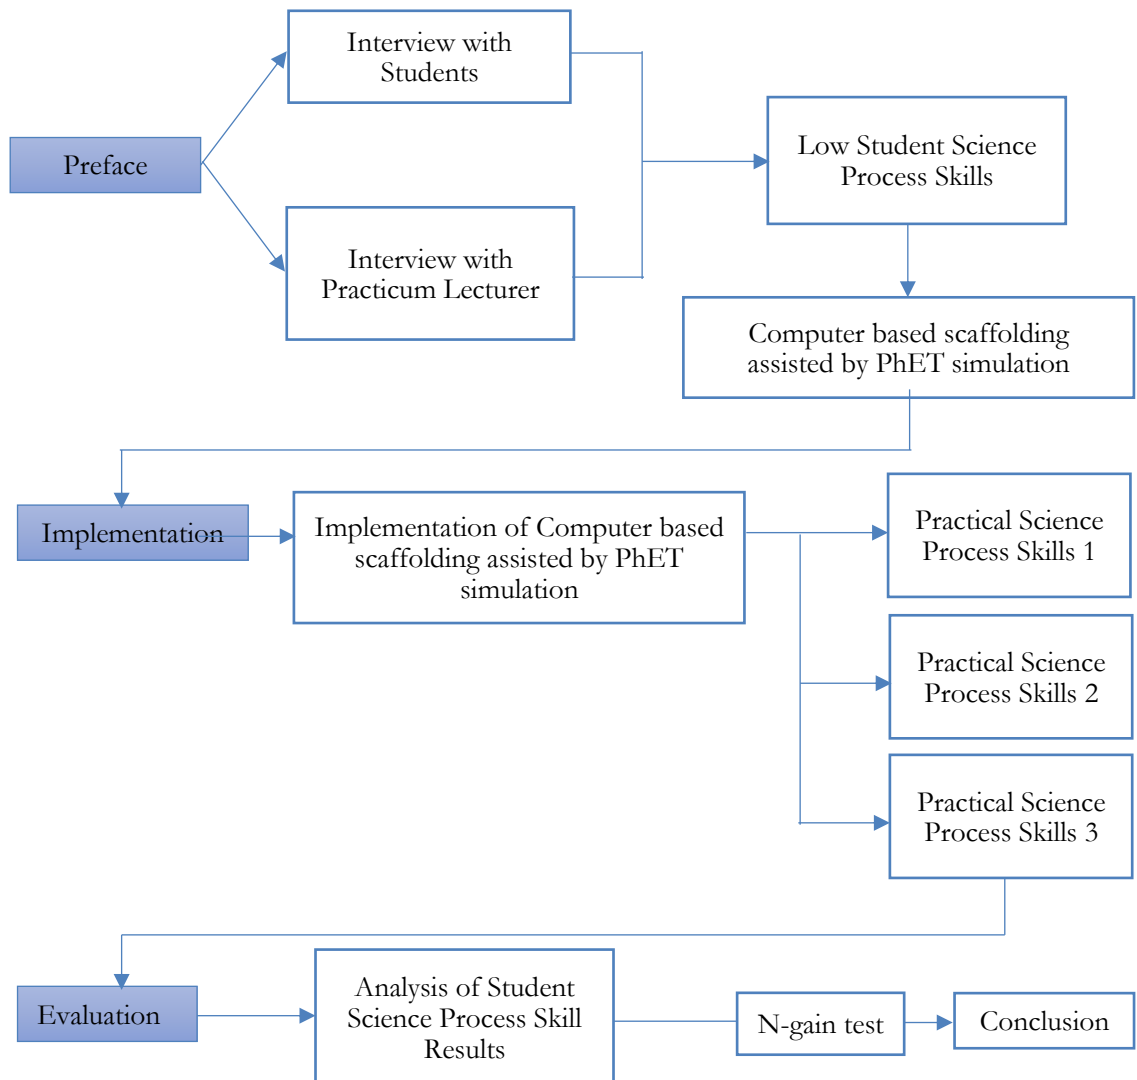 Interview with
Students
Preface
Low Student Science
Process Skills
Interview with
Practicum Lecturer
Computer based scaffolding
assisted by PhET simulation
Implementation
Implementation of Computer based
scaffolding assisted by PhET
simulation
Practical Science
Process Skills 1
Practical Science
Process Skills 2
Practical Science
Process Skills 3
Evaluation
Analysis of Student
Science Process Skill
Results
N-gain test
Conclusion